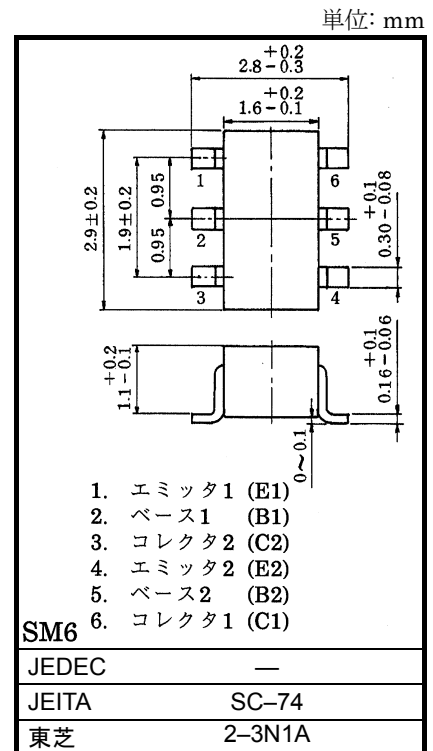 単位: mm
+0.2
2.8−0.3
+0.2
1.6−0.1
1
6
2
5
3
4
2.9±0.2
1.9±0.2
0.95
0.95
+0.1
0.30−0.08
+0.2
1.1−0.1
+0.1
0.16−0.06
0〜0.1
1. エミッタ1 (E1)
2. ベース1 (B1)
3. コレクタ2 (C2)
4. エミッタ2 (E2)
5. ベース2 (B2)
6. コレクタ1 (C1)
SM6
JEDEC —
JEITA SC–74
東芝 2–3N1A